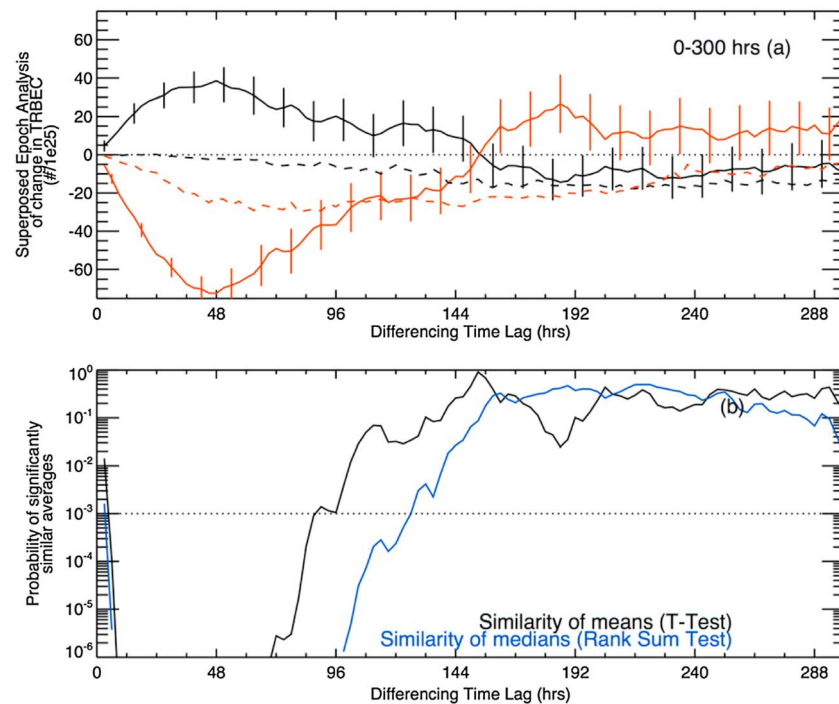 Superposed Epoch Analysis
of change in TRBEC
(#/1e25)
60
40
20
0
-20
-40
-60
0-300 hrs (a)
0 48 96 144 192 240 288
Differencing Time Lag (hrs)
Probability of significantly
similar averages
10^0
10^-1
10^-2
10^-3
10^-4
10^-5
10^-6
(b)
Similarity of means (T-Test)
Similarity of medians (Rank Sum Test)
0 48 96 144 192 240 288
Differencing Time Lag (hrs)